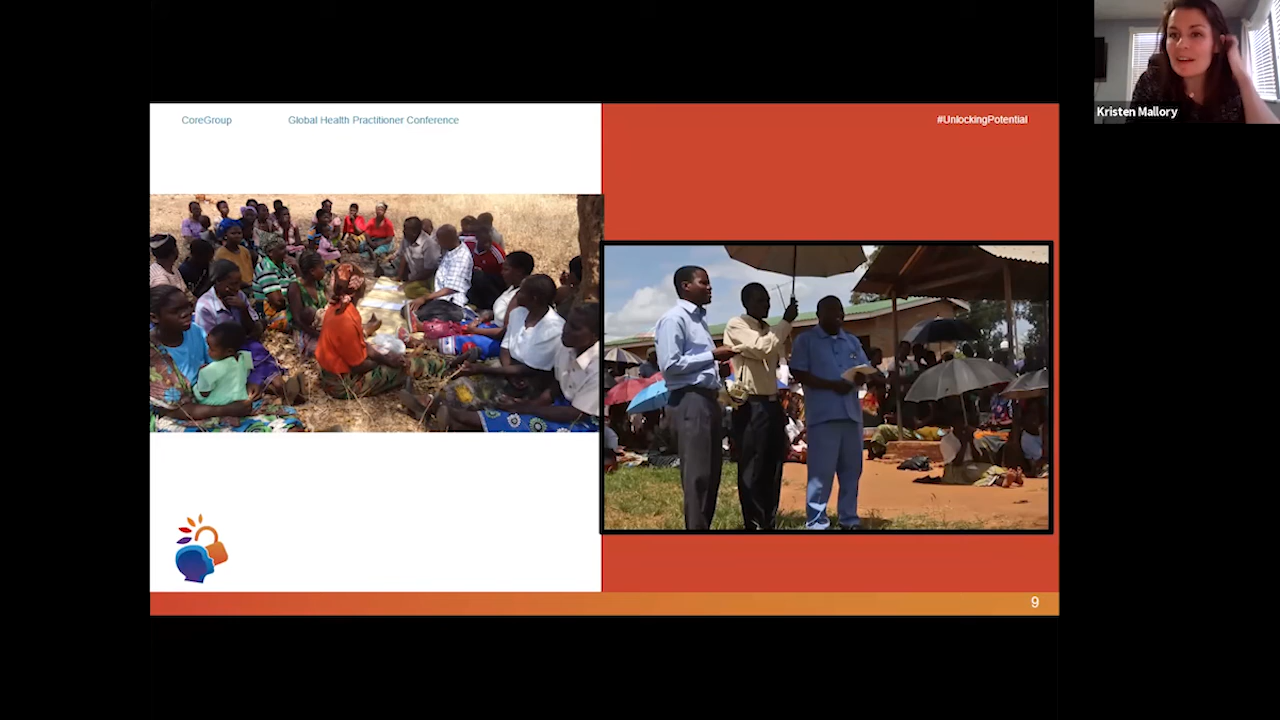 CoreGroup
Global Health Practitioner Conference
#UnlockingPotential
Kristen Mallory
9